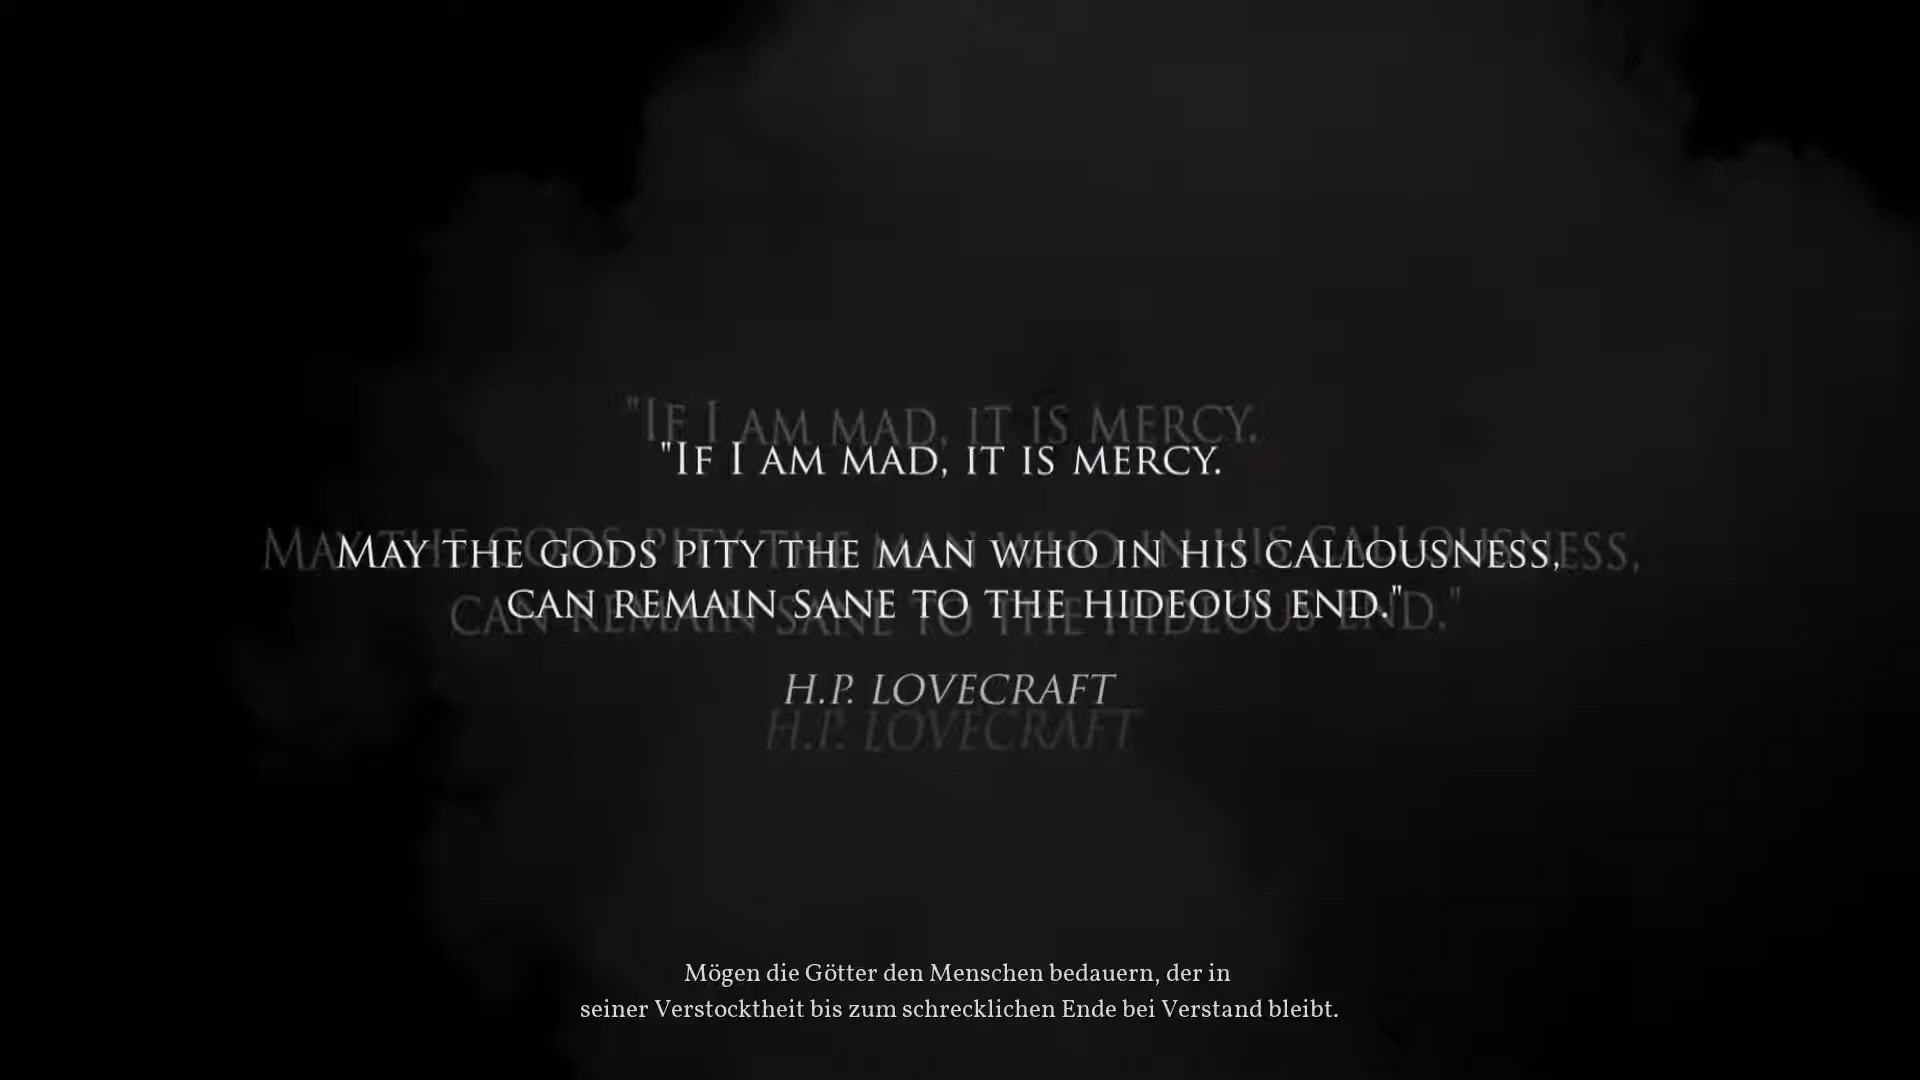 "If I am mad, it is mercy.
May the gods pity the man who in his callousness,
can remain sane to the hideous end."
H.P. Lovecraft
Mögen die Götter den Menschen bedauern, der in
seiner Verstocktheit bis zum schrecklichen Ende bei Verstand bleibt.